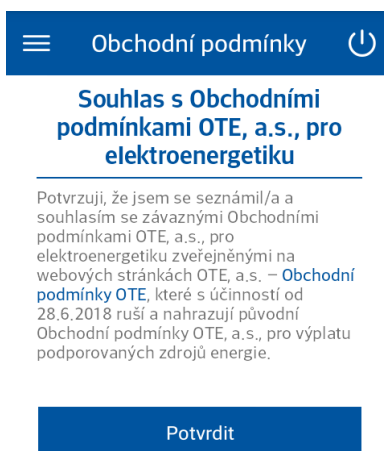 Obchodní podmínky
Souhlas s Obchodními
podmínkami OTE, a.s., pro
elektroenergetiku
Potvrzuji, že jsem se seznámil/a a
souhlasím se závaznými Obchodními
podmínkami OTE, a.s., pro
elektroenergetiku zveřejněnými na
webových stránkách OTE, a.s. – Obchodní
podmínky OTE, které s účinností od
28.6.2018 ruší a nahrazují původní
Obchodní podmínky OTE, a.s., pro výplatu
podporovaných zdrojů energie.
Potvrdit